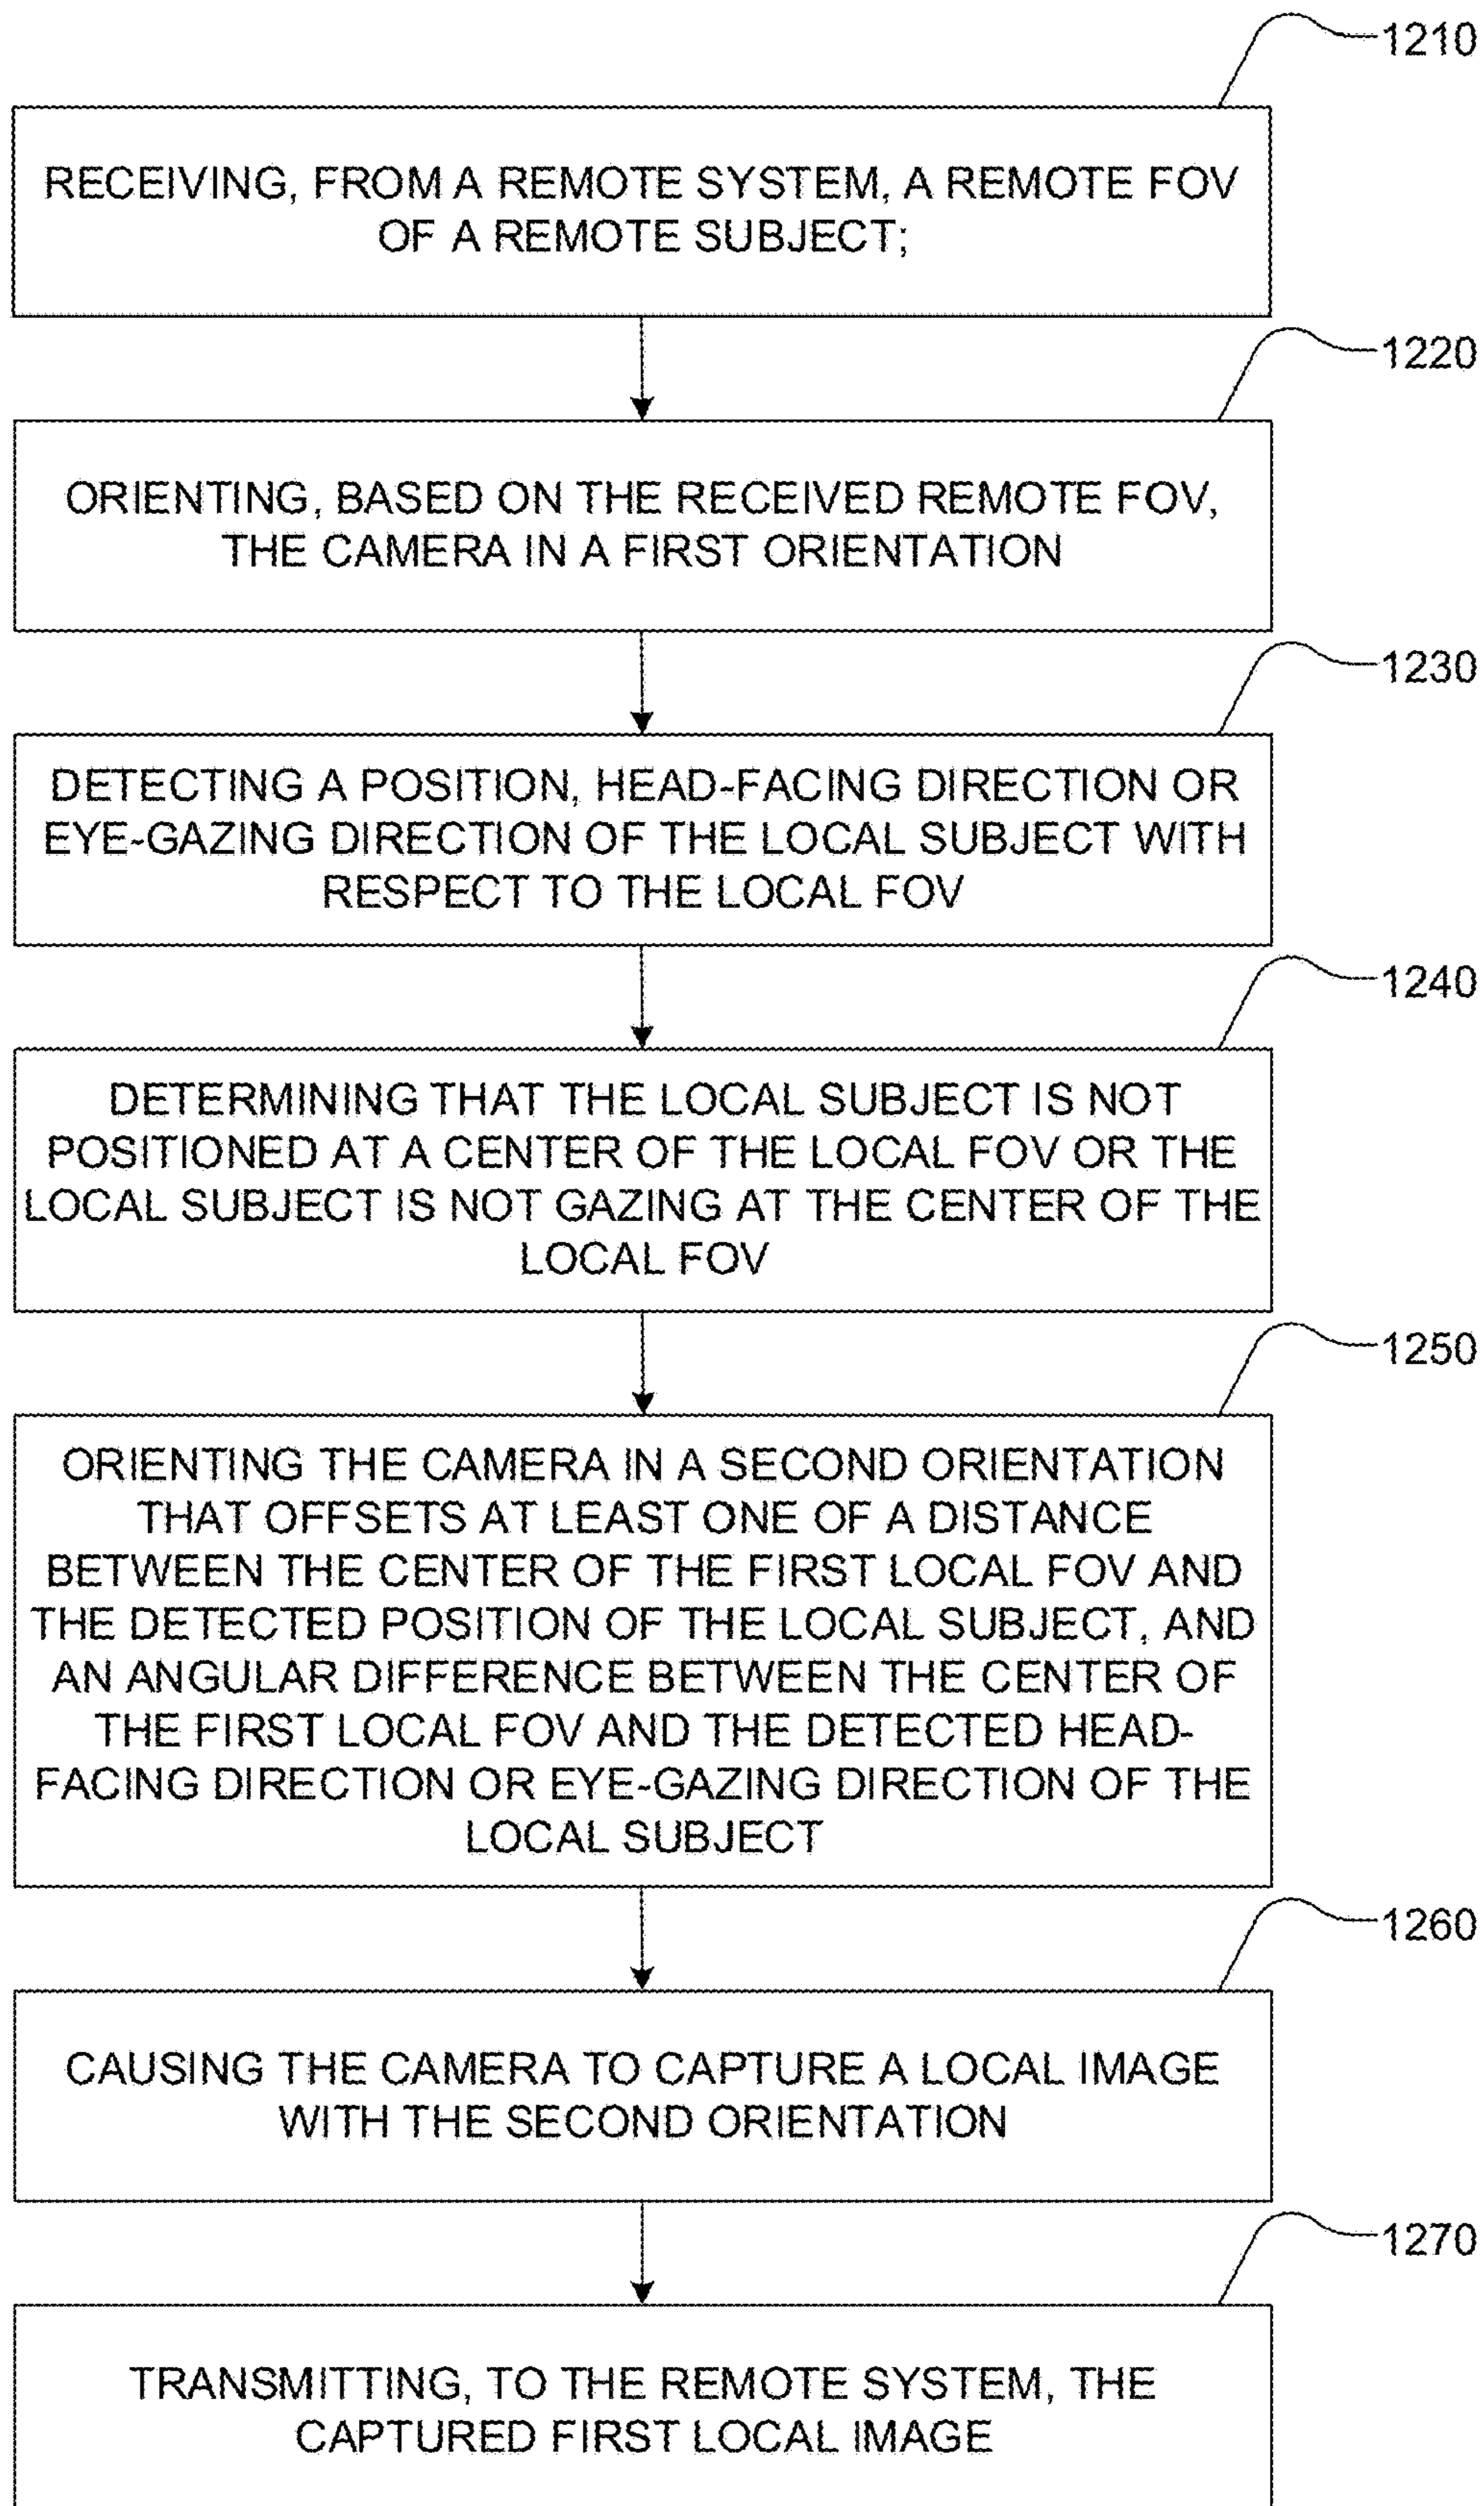 1210
RECEIVING, FROM A REMOTE SYSTEM, A REMOTE FOV
OF A REMOTE SUBJECT;
1220
ORIENTING, BASED ON THE RECEIVED REMOTE FOV,
THE CAMERA IN A FIRST ORIENTATION
1230
DETECTING A POSITION, HEAD-FACING DIRECTION OR
EYE-GAZING DIRECTION OF THE LOCAL SUBJECT WITH
RESPECT TO THE LOCAL FOV
1240
DETERMINING THAT THE LOCAL SUBJECT IS NOT
POSITIONED AT A CENTER OF THE LOCAL FOV OR THE
LOCAL SUBJECT IS NOT GAZING AT THE CENTER OF THE
LOCAL FOV
1250
ORIENTING THE CAMERA IN A SECOND ORIENTATION
THAT OFFSETS AT LEAST ONE OF A DISTANCE
BETWEEN THE CENTER OF THE FIRST LOCAL FOV AND
THE DETECTED POSITION OF THE LOCAL SUBJECT, AND
AN ANGULAR DIFFERENCE BETWEEN THE CENTER OF
THE FIRST LOCAL FOV AND THE DETECTED HEAD-
FACING DIRECTION OR EYE-GAZING DIRECTION OF THE
LOCAL SUBJECT
1260
CAUSING THE CAMERA TO CAPTURE A LOCAL IMAGE
WITH THE SECOND ORIENTATION
1270
TRANSMITTING, TO THE REMOTE SYSTEM, THE
CAPTURED FIRST LOCAL IMAGE